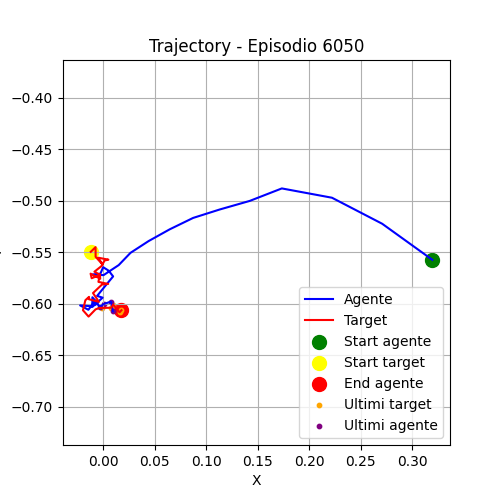 Trajectory - Episodio 6050
−0.40
−0.45
−0.50
−0.55
−0.60
−0.65
−0.70
0.00 0.05 0.10 0.15 0.20 0.25 0.30
X
Agente
Target
Start agente
Start target
End agente
Ultimi target
Ultimi agente